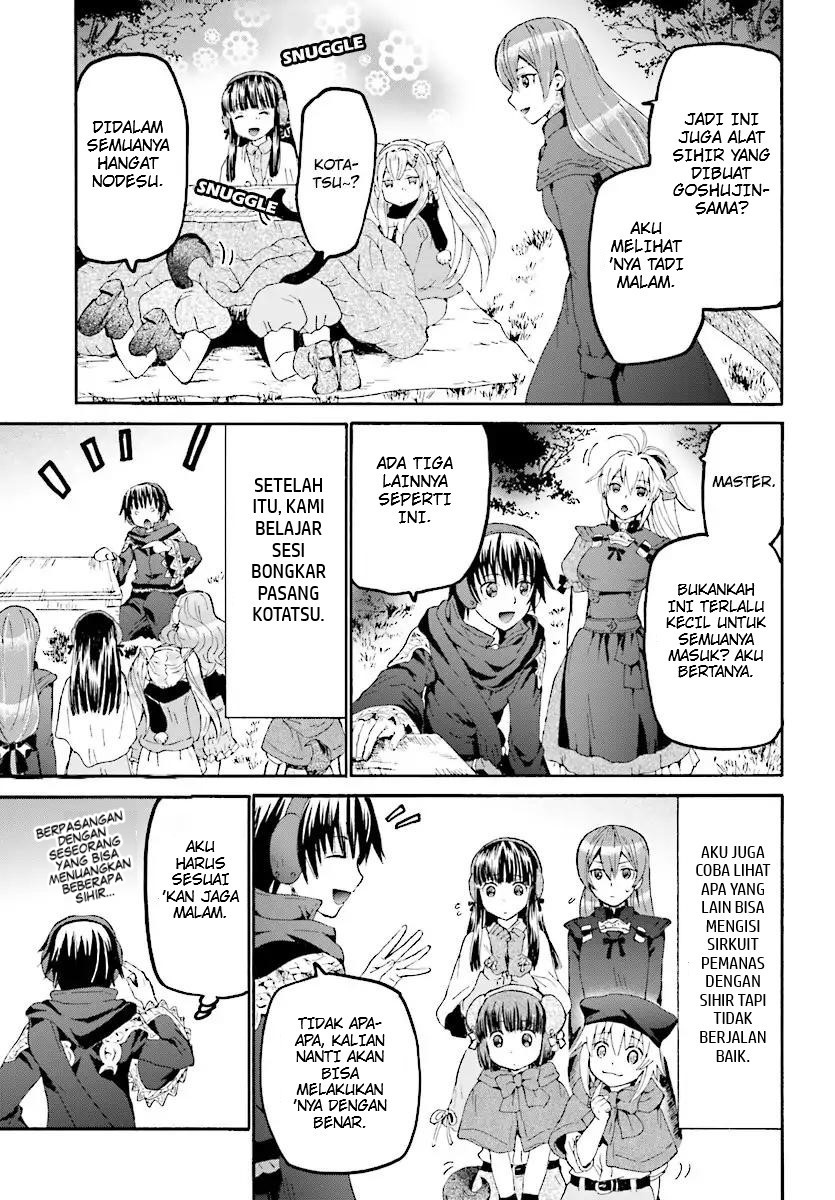 JADI INI
JUGA ALAT
SIHIR YANG
DIBUAT
GOSHUJIN-
SAMA?
AKU
MELIHAT
'NYA TADI
MALAM.
SNUGGLE
KOTA-
TSU~?
SNUGGLE
DIDALAM
SEMUANYA
HANGAT
NODESU.
MASTER.
BUKANKAH
INI TERLALU
KECIL UNTUK
SEMUANYA
MASUK? AKU
BERTANYA.
ADA TIGA
LAINNYA
SEPERTI
INI.
SETELAH
ITU, KAMI
BELAJAR
SESI
BONGKAR
PASANG
KOTATSU.
AKU JUGA
COBA LIHAT
APA YANG
LAIN BISA
MENGISI
SIRKUIT
PEMANAS
DENGAN
SIHIR TAPI
TIDAK
BERJALAN
BAIK.
TIDAK APA-
APA, KALIAN
NANTI AKAN
BISA
MELAKUKAN
'NYA DENGAN
BENAR.
AKU
HARUS
SESUAI
'KAN JAGA
MALAM.
BERPASANGAN
DENGAN
SESEORANG
YANG BISA
MENUANGKAN
BEBERAPA
SIHIR...